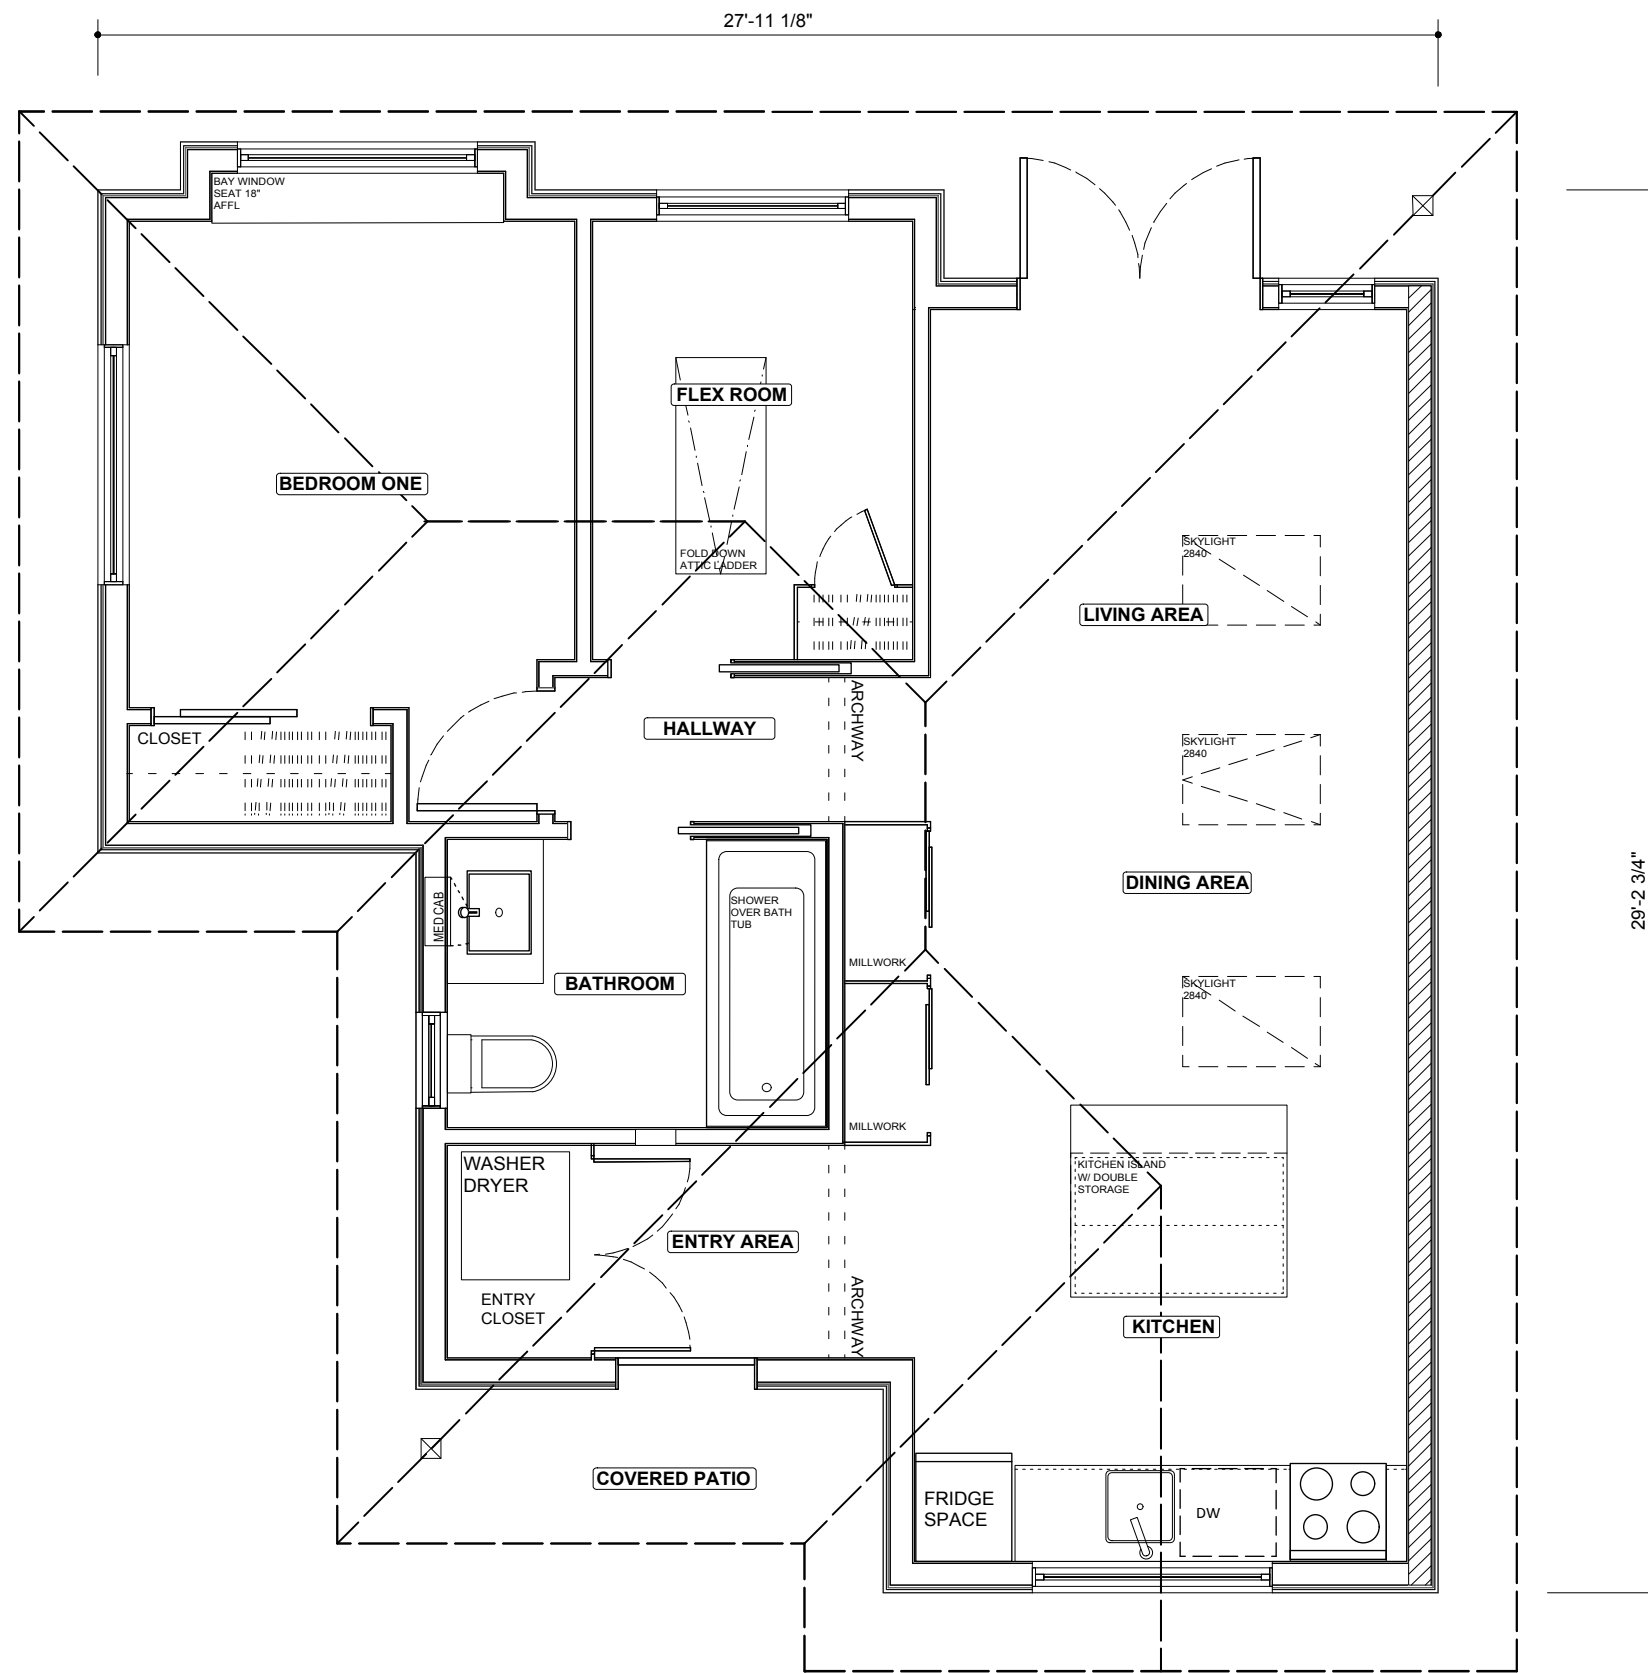 27'-11 1/8"
BAY WINDOW
SEAT 18"
AFFL
FLEX ROOM
BEDROOM ONE
FOLD DOWN
ATTIC LADDER
SKYLIGHT
2840
LIVING AREA
ARCHWAY
HALLWAY
CLOSET
SKYLIGHT
2840
DINING AREA
29'-2 3/4"
MED CAB
SHOWER
OVER BATH
TUB
MILLWORK
BATHROOM
SKYLIGHT
2840
MILLWORK
WASHER
DRYER
KITCHEN ISLAND
W/ DOUBLE
STORAGE
ENTRY AREA
ENTRY
CLOSET
ARCHWAY
KITCHEN
COVERED PATIO
FRIDGE
SPACE
DW